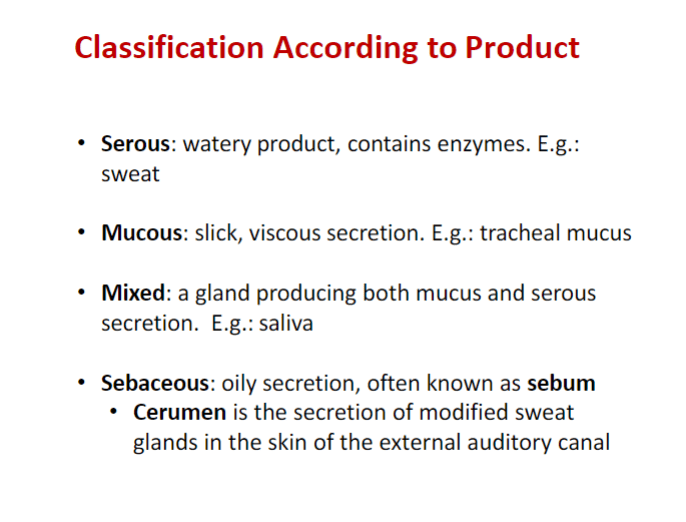 Classification According to Product
• Serous: watery product, contains enzymes. E.g.:
sweat
• Mucous: slick, viscous secretion. E.g.: tracheal mucus
• Mixed: a gland producing both mucus and serous
secretion.  E.g.: saliva
• Sebaceous: oily secretion, often known as sebum
• Cerumen is the secretion of modified sweat
glands in the skin of the external auditory canal